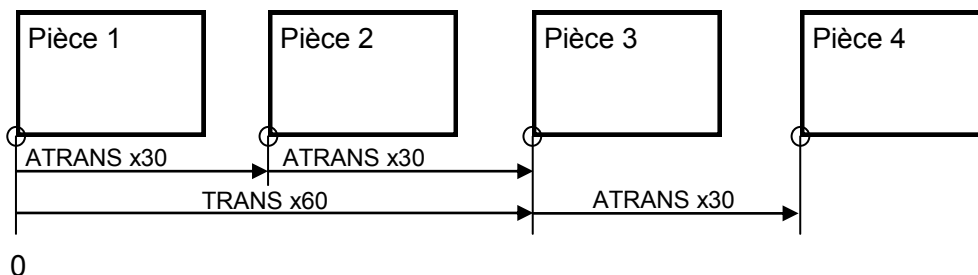 Pièce 1
Pièce 2
Pièce 3
Pièce 4
ATRANS x30
ATRANS x30
TRANS x60
ATRANS x30
0